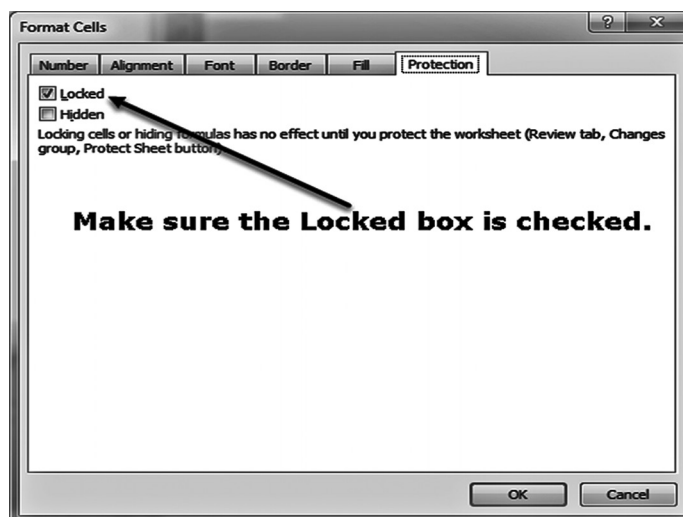 Format Cells
Number Alignment Font Border Fill Protection
Locked
Hidden
Locking cells or hiding formulas has no effect until you protect the worksheet (Review tab, Changes
group, Protect Sheet button).
Make sure the Locked box is checked.
OK Cancel